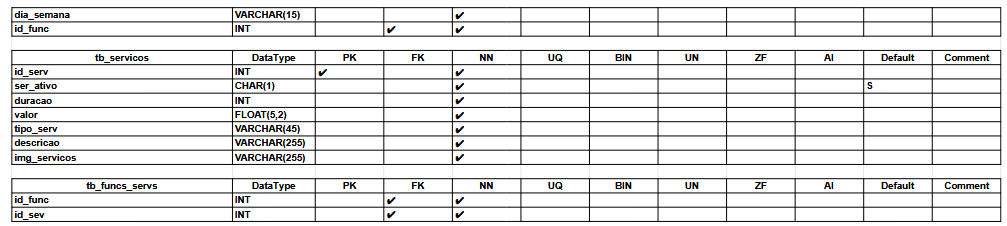 dia_semana VARCHAR(15) ✔
id_func INT ✔ ✔
tb_servicos DataType PK FK NN UQ BIN UN ZF AI Default Comment
id_serv INT ✔ ✔
ser_ativo CHAR(1) ✔ S
duracao INT ✔
valor FLOAT(5,2) ✔
tipo_serv VARCHAR(45) ✔
descricao VARCHAR(255) ✔
img_servicos VARCHAR(255) ✔
tb_funcs_servs DataType PK FK NN UQ BIN UN ZF AI Default Comment
id_func INT ✔ ✔
id_sev INT ✔ ✔